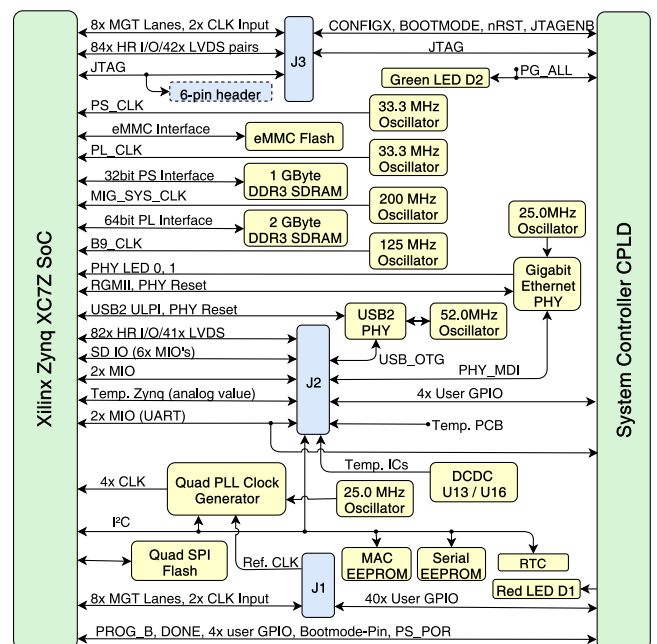 8x MGT Lanes, 2x CLK Input
CONFIGX, BOOTMODE, nRST, JTAGENB
84x HR I/O/42x LVDS pairs
J3
JTAG
JTAG
6-pin header
Green LED D2
PG_ALL
PS_CLK
33.3 MHz
Oscillator
eMMC Interface
eMMC Flash
PL_CLK
33.3 MHz
Oscillator
32bit PS Interface
1 GByte
DDR3 SDRAM
MIG_SYS_CLK
200 MHz
Oscillator
64bit PL Interface
2 GByte
DDR3 SDRAM
25.0MHz
Oscillator
B9_CLK
125 MHz
Oscillator
PHY LED 0, 1
Gigabit
Ethernet
PHY
RGMII, PHY Reset
USB2 ULPI, PHY Reset
USB2
PHY
52.0MHz
Oscillator
82x HR I/O/41x LVDS
SD IO (6x MIO's)
USB_OTG
2x MIO
J2
PHY_MDI
Temp. Zynq (analog value)
4x User GPIO
2x MIO (UART)
Temp. PCB
Temp. ICs
DCDC
U13 / U16
4x CLK
Quad PLL Clock
Generator
25.0 MHz
Oscillator
I²C
Quad SPI
Flash
Ref. CLK
MAC
EEPROM
Serial
EEPROM
RTC
J1
Red LED D1
8x MGT Lanes, 2x CLK Input
40x User GPIO
PROG_B, DONE, 4x user GPIO, Bootmode-Pin, PS_POR
Xilinx Zynq XC7Z SoC
System Controller CPLD